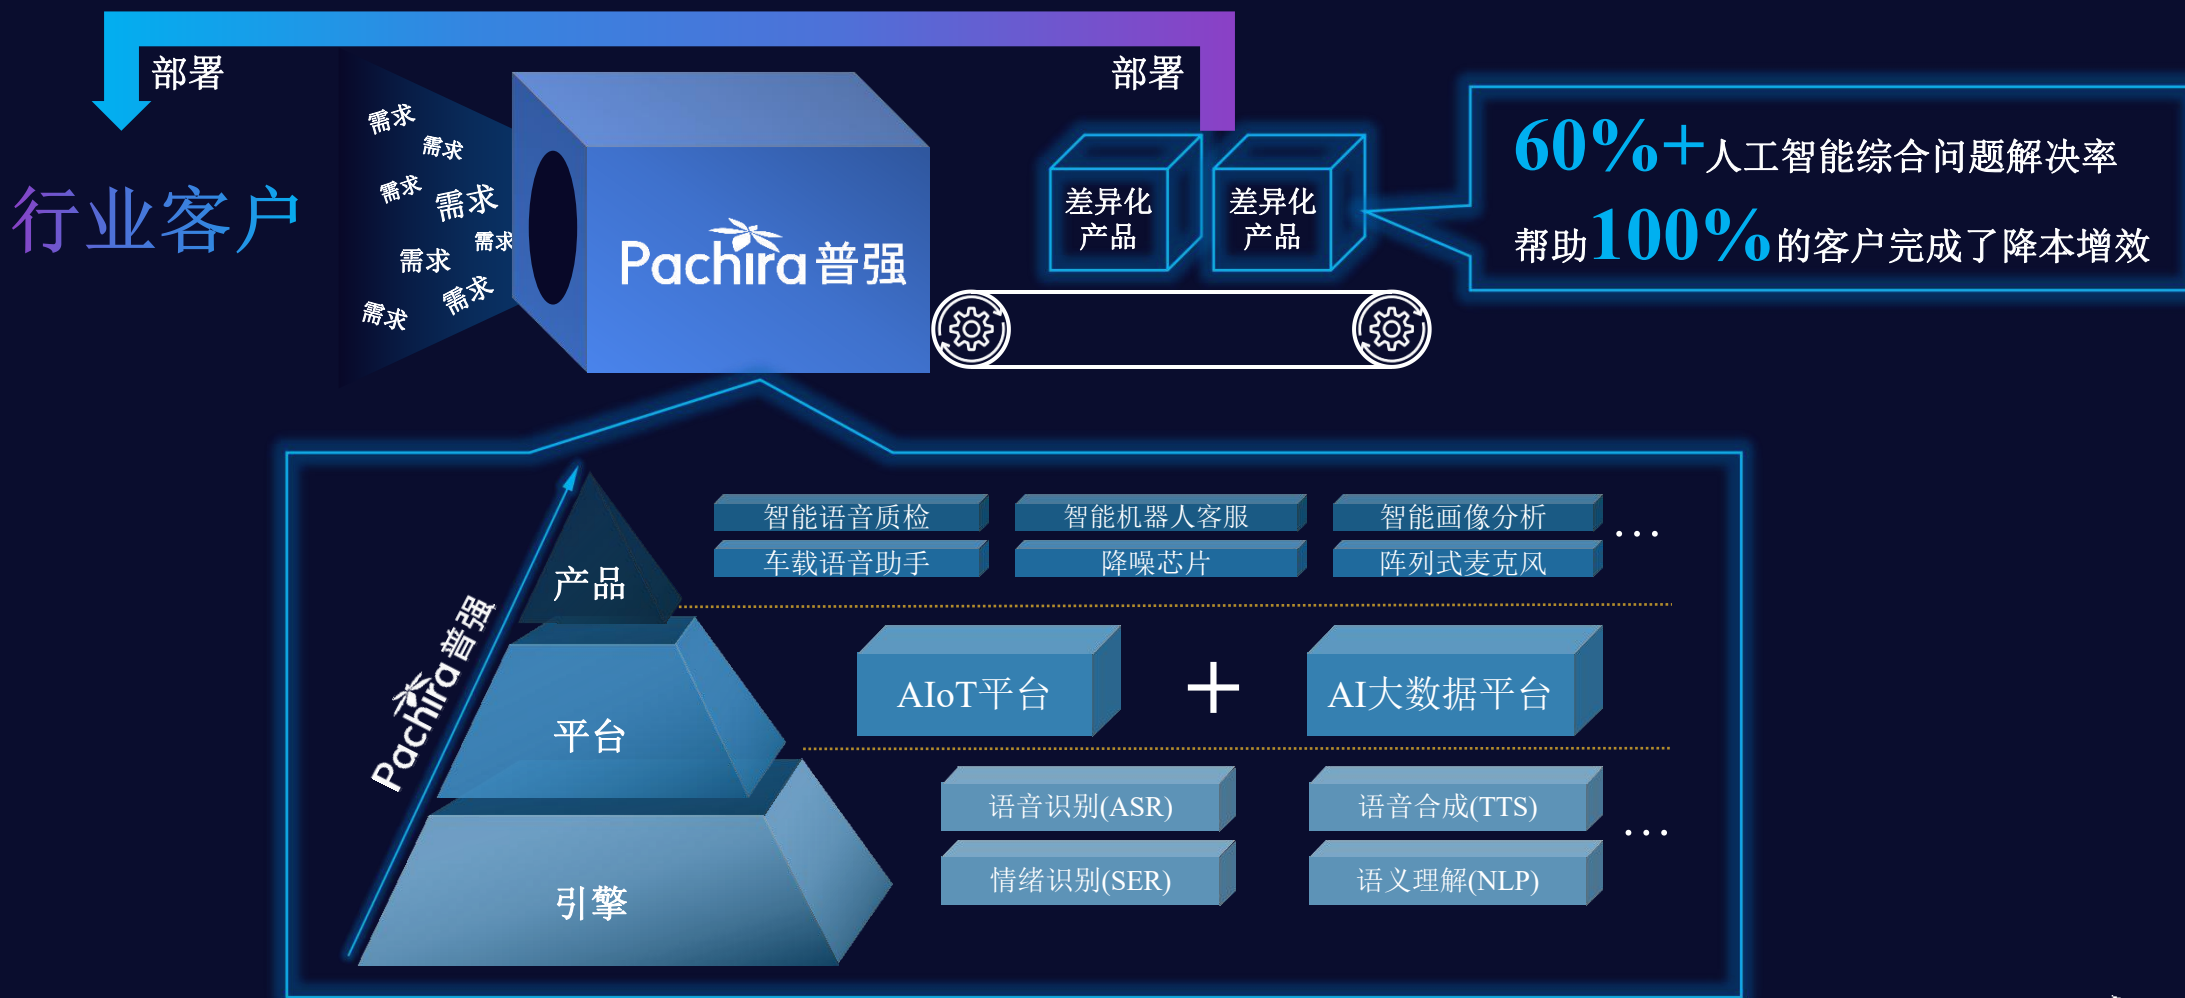 部署
部署
行业客户
需求
需求
需求
需求
需求
需求
需求
需求
Pachira普强
差异化
产品
差异化
产品
60%+人工智能综合问题解决率
帮助100%的客户完成了降本增效
Pachira普强
产品
智能语音质检
智能机器人客服
智能画像分析
...
车载语音助手
降噪芯片
阵列式麦克风
平台
AIoT平台
+
AI大数据平台
引擎
语音识别(ASR)
语音合成(TTS)
...
情绪识别(SER)
语义理解(NLP)